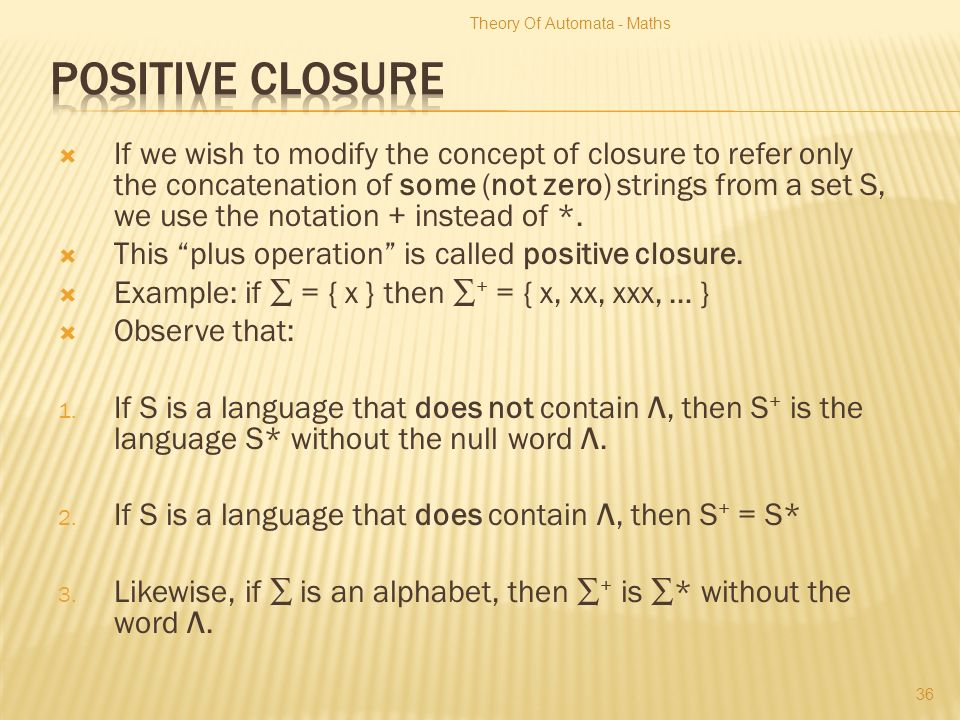 Theory Of Automata - Maths
POSITIVE CLOSURE
If we wish to modify the concept of closure to refer only
the concatenation of some (not zero) strings from a set S,
we use the notation + instead of *.
This “plus operation” is called positive closure.
Example: if ∑ = { x } then ∑⁺ = { x, xx, xxx, … }
Observe that:
1. If S is a language that does not contain Λ, then S⁺ is the
language S* without the null word Λ.
2. If S is a language that does contain Λ, then S⁺ = S*
3. Likewise, if ∑ is an alphabet, then ∑⁺ is ∑* without the
word Λ.
36